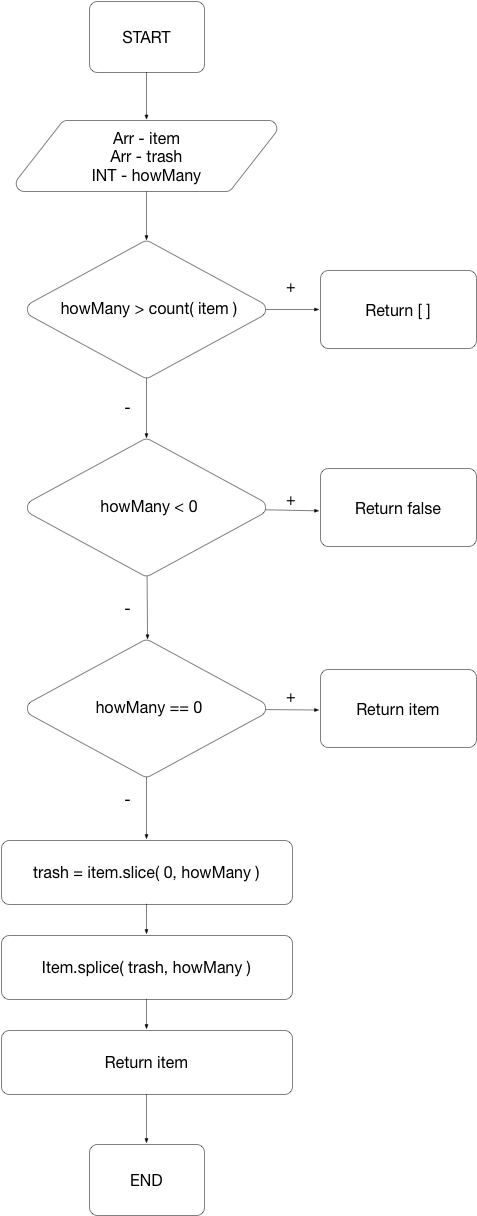 START
Arr - item
Arr - trash
INT - howMany
howMany > count( item )
+
Return [ ]
-
howMany < 0
+
Return false
-
howMany == 0
+
Return item
-
trash = item.slice( 0, howMany )
Item.splice( trash, howMany )
Return item
END